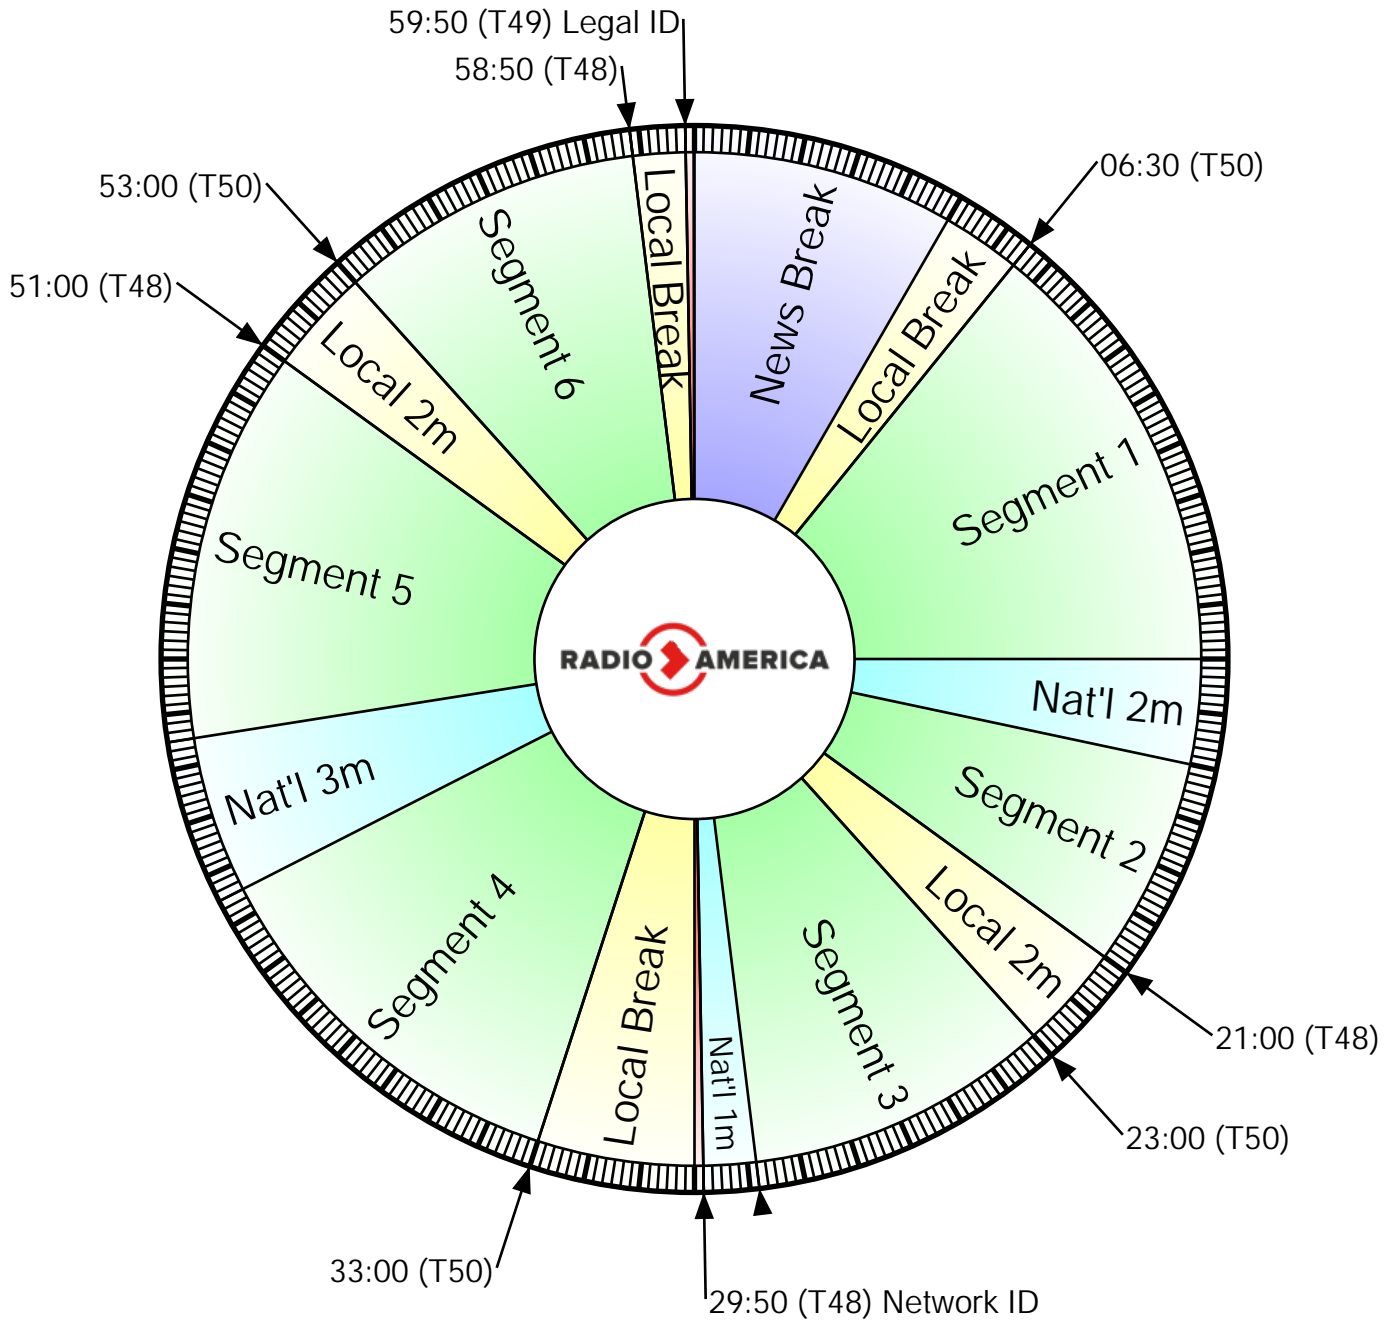 59:50 (T49) Legal ID
58:50 (T48)
53:00 (T50)
51:00 (T48)
06:30 (T50)
News Break
Local Break
Segment 1
Nat'l 2m
Segment 2
Local 2m
Segment 3
Nat'l 1m
Local Break
Segment 4
Nat'l 3m
Segment 5
Local 2m
Segment 6
Local Break
RADIO AMERICA
21:00 (T48)
23:00 (T50)
33:00 (T50)
29:50 (T48) Network ID